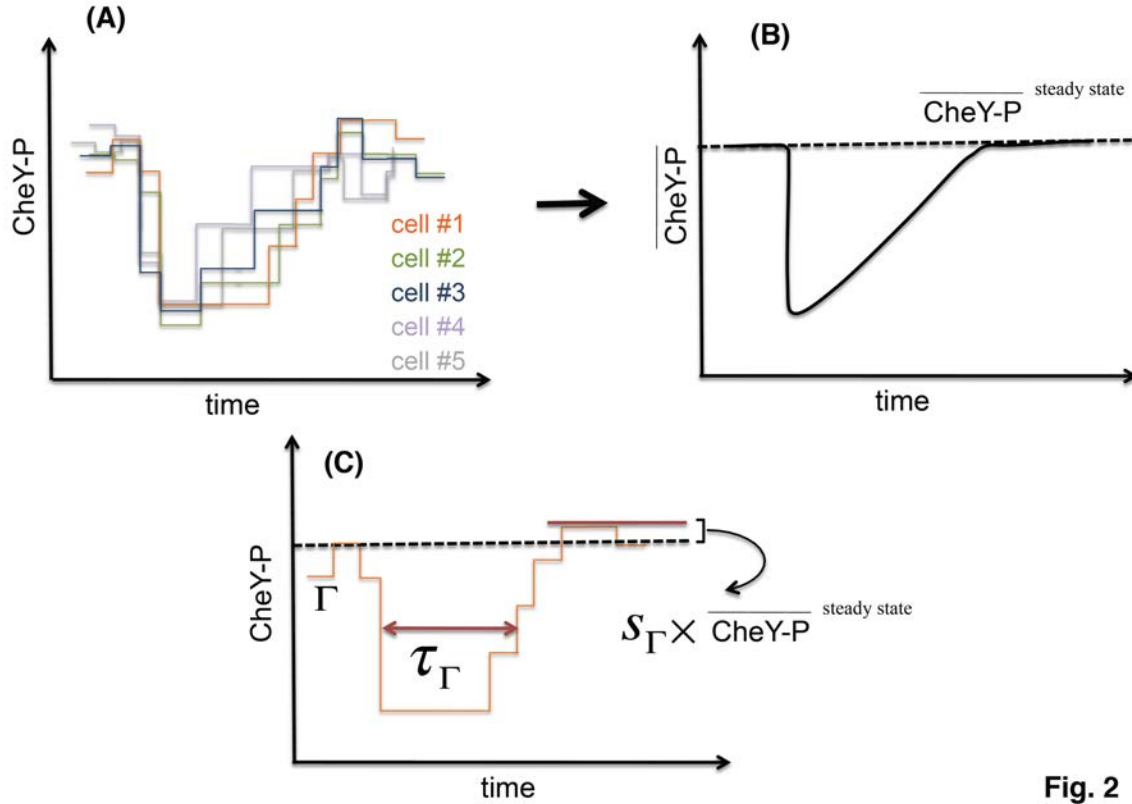 (A)
CheY-P
cell #1
cell #2
cell #3
cell #4
cell #5
time
(B)
CheY-P steady state
CheY-P
time
(C)
CheY-P
Γ
τΓ
sΓ× CheY-P steady state
time
Fig. 2